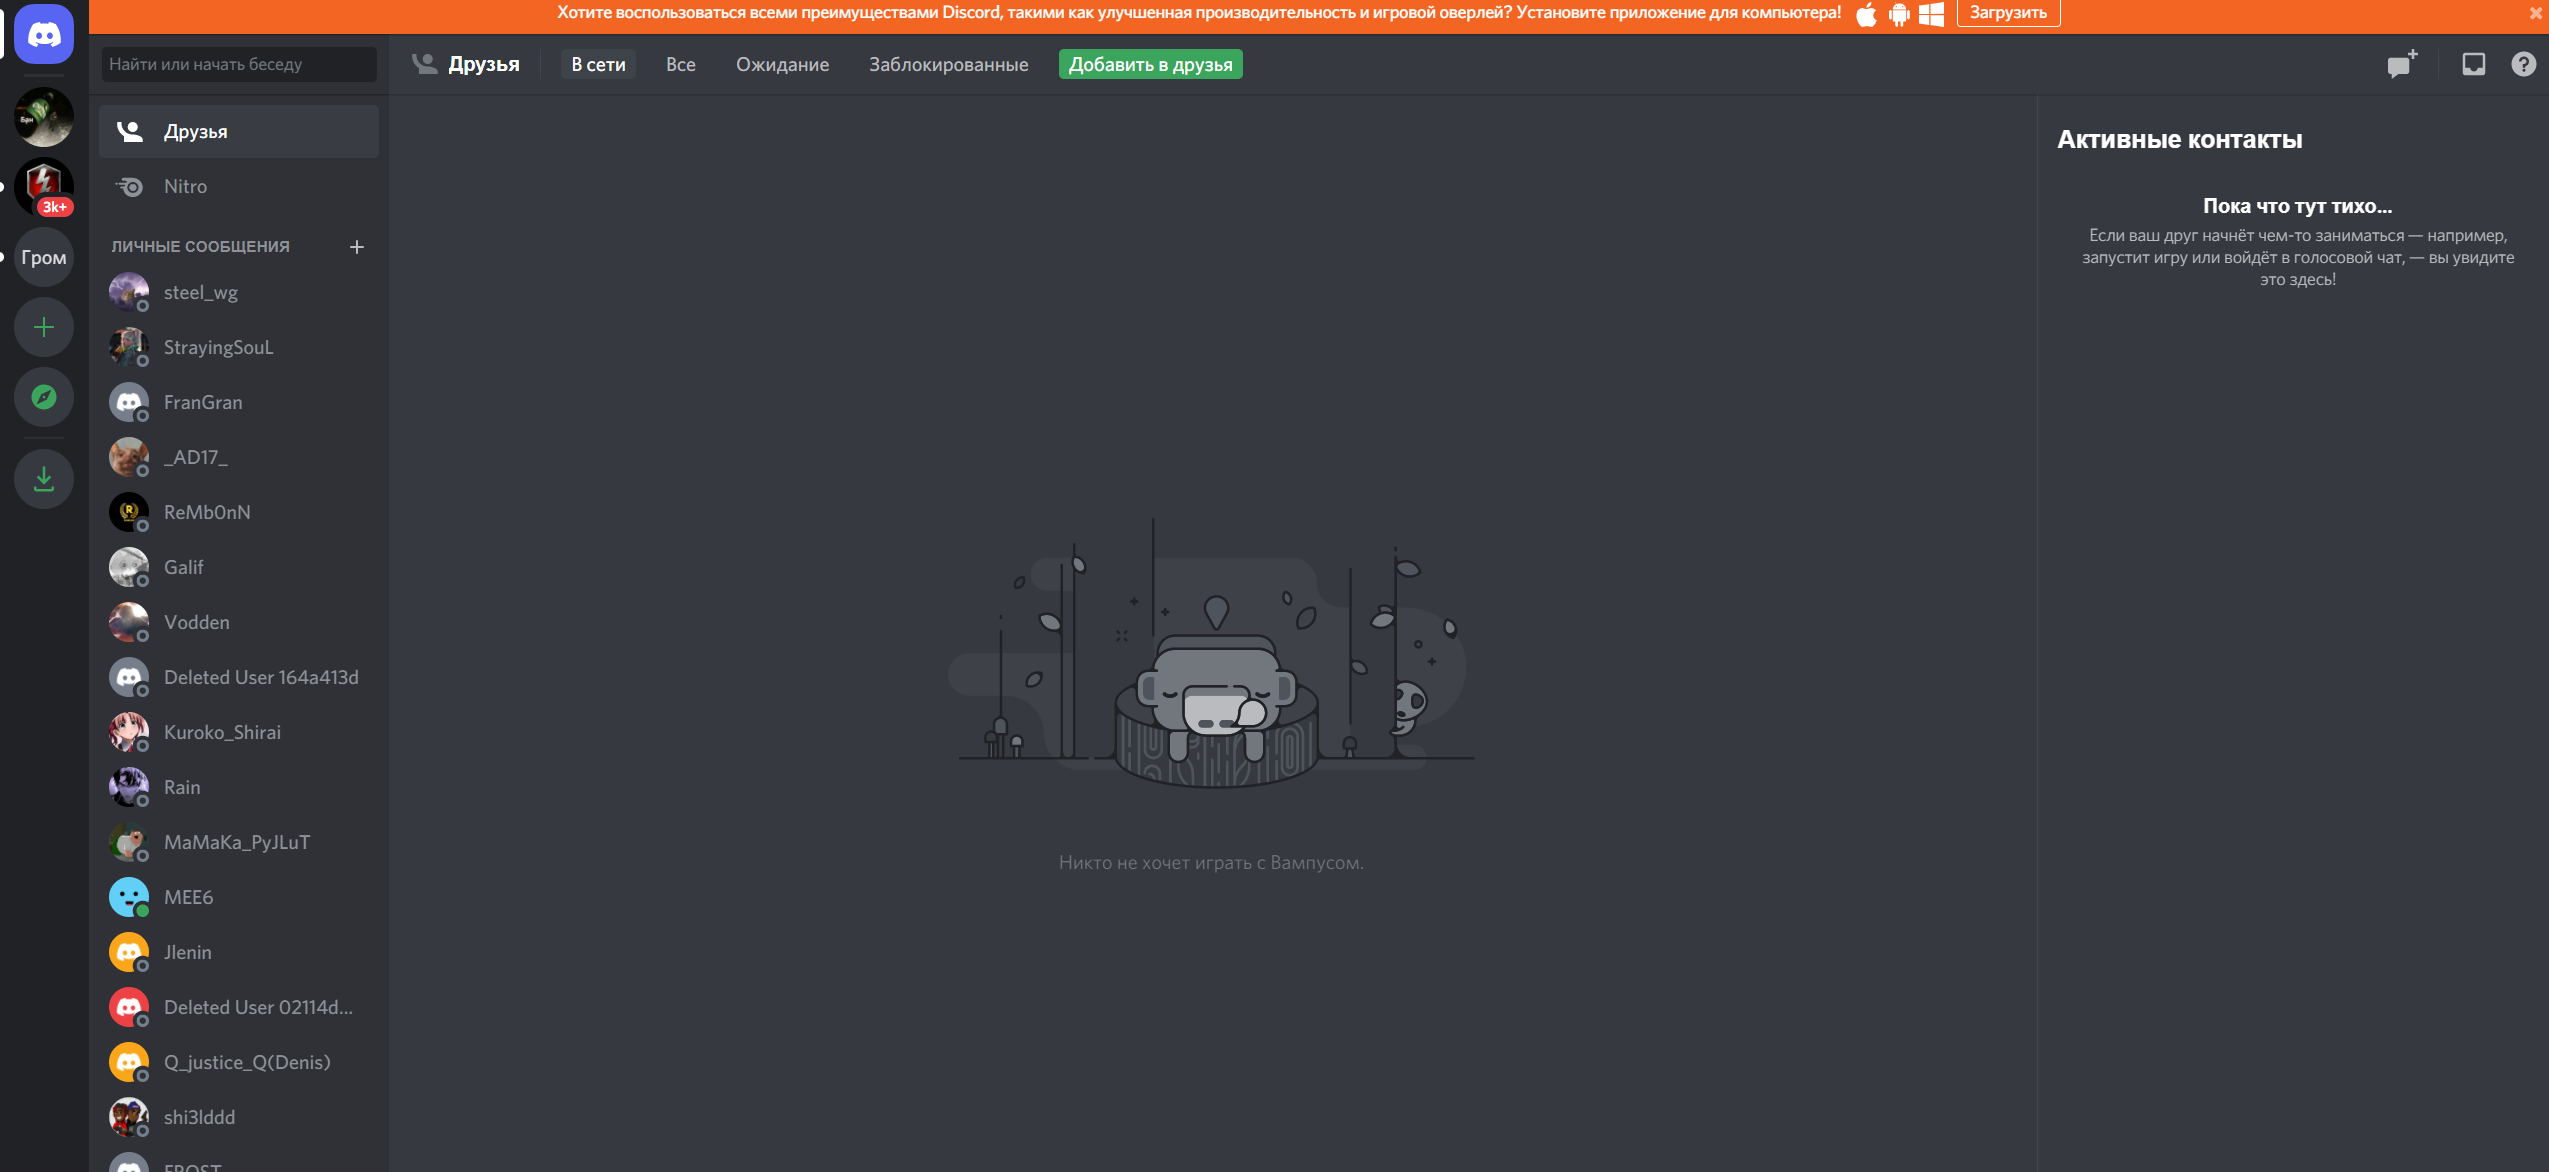 Хотите воспользоваться всеми преимуществами Discord, такими как улучшенная производительность и игровой оверлей? Установите приложение для компьютера! Загрузить
Найти или начать беседу
Друзья В сети Все Ожидание Заблокированные Добавить в друзья
Бан
3k+
Гром
Друзья
Nitro
ЛИЧНЫЕ СООБЩЕНИЯ
steel_wg
StrayingSouL
FranGran
_AD17_
ReMb0nN
Galif
Vodden
Deleted User 164a413d
Kuroko_Shirai
Rain
MaMaKa_PyJLuT
MEE6
Jlenin
Deleted User 02114d...
Q_justice_Q(Denis)
shi3lddd
FROST
Никто не хочет играть с Вампусом.
Активные контакты
Пока что тут тихо...
Если ваш друг начнёт чем-то заниматься — например,
запустит игру или войдёт в голосовой чат, — вы увидите
это здесь!